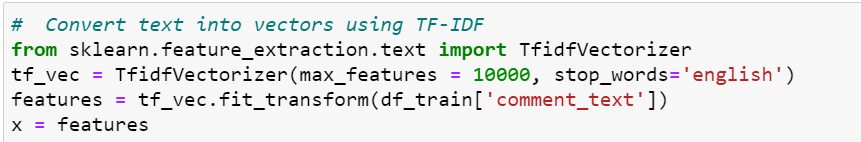 #  Convert text into vectors using TF-IDF
from sklearn.feature_extraction.text import TfidfVectorizer
tf_vec = TfidfVectorizer(max_features = 10000, stop_words='english')
features = tf_vec.fit_transform(df_train['comment_text'])
x = features